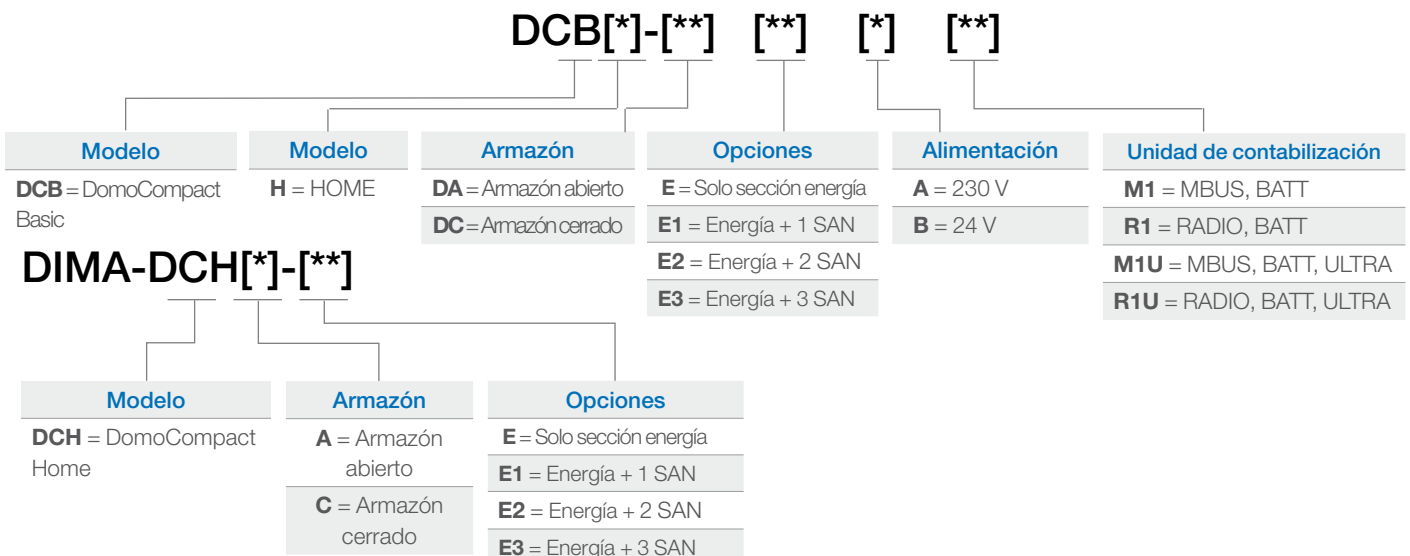 DCB[*]-[**] [**] [*] [**]
Modelo
DCB = DomoCompact
Basic
Modelo
H = HOME
Armazón
DA = Armazón abierto
DC = Armazón cerrado
Opciones
E = Solo sección energía
E1 = Energía + 1 SAN
E2 = Energía + 2 SAN
E3 = Energía + 3 SAN
Alimentación
A = 230 V
B = 24 V
Unidad de contabilización
M1 = MBUS, BATT
R1 = RADIO, BATT
M1U = MBUS, BATT, ULTRA
R1U = RADIO, BATT, ULTRA
DIMA-DCH[*]-[**]
Modelo
DCH = DomoCompact
Home
Armazón
A = Armazón
abierto
C = Armazón
cerrado
Opciones
E = Solo sección energía
E1 = Energía + 1 SAN
E2 = Energía + 2 SAN
E3 = Energía + 3 SAN